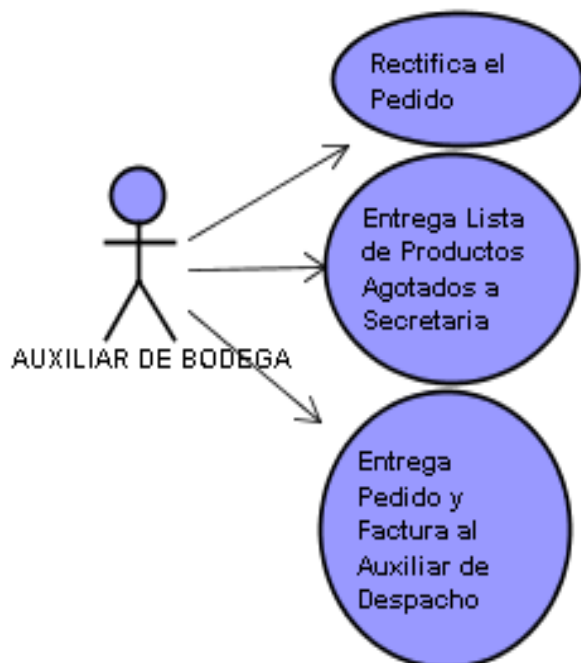 Rectifica el
Pedido
Entrega Lista
de Productos
Agotados a
Secretaria
AUXILIAR DE BODEGA
Entrega
Pedido y
Factura al
Auxiliar de
Despacho